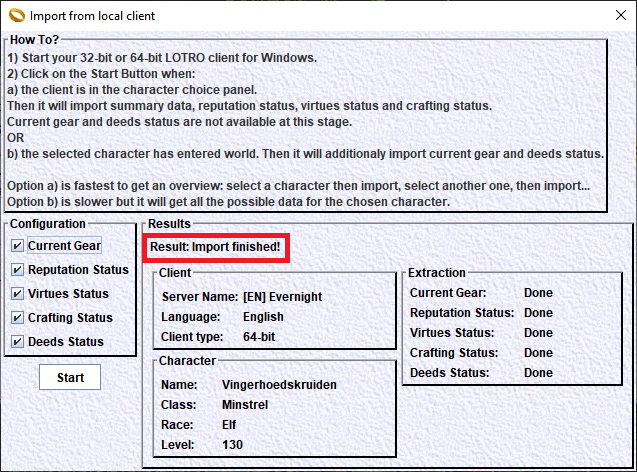 Import from local client
How To?
1) Start your 32-bit or 64-bit LOTRO client for Windows.
2) Click on the Start Button when:
a) the client is in the character choice panel.
Then it will import summary data, reputation status, virtues status and crafting status.
Current gear and deeds status are not available at this stage.
OR
b) the selected character has entered world. Then it will additionaly import current gear and deeds status.
Option a) is fastest to get an overview: select a character then import, select another one, then import...
Option b) is slower but it will get all the possible data for the chosen character.
Configuration
Current Gear
Reputation Status
Virtues Status
Crafting Status
Deeds Status
Start
Results
Result: Import finished!
Client
Server Name: [EN] Evernight
Language: English
Client type: 64-bit
Character
Name: Vingerhoedskruiden
Class: Minstrel
Race: Elf
Level: 130
Extraction
Current Gear: Done
Reputation Status: Done
Virtues Status: Done
Crafting Status: Done
Deeds Status: Done